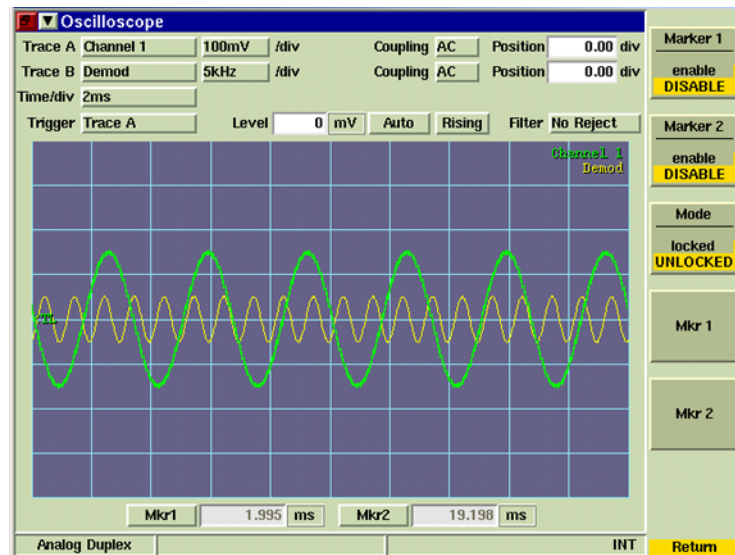 Oscilloscope
Trace A Channel 1 100mV /div Coupling AC Position 0.00 div
Trace B Demod 5kHz /div Coupling AC Position 0.00 div
Time/div 2ms
Trigger Trace A Level 0 mV Auto Rising Filter No Reject
Channel 1
Demod
TL
Mkr1 1.995 ms Mkr2 19.198 ms
Analog Duplex INT
Marker 1
enable
DISABLE
Marker 2
enable
DISABLE
Mode
locked
UNLOCKED
Mkr 1
Mkr 2
Return